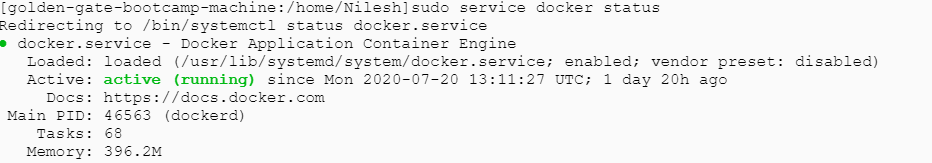 [golden-gate-bootcamp-machine:/home/Nilesh]sudo service docker status
Redirecting to /bin/systemctl status docker.service
● docker.service - Docker Application Container Engine
Loaded: loaded (/usr/lib/systemd/system/docker.service; enabled; vendor preset: disabled)
Active: active (running) since Mon 2020-07-20 13:11:27 UTC; 1 day 20h ago
Docs: https://docs.docker.com
Main PID: 46563 (dockerd)
Tasks: 68
Memory: 396.2M